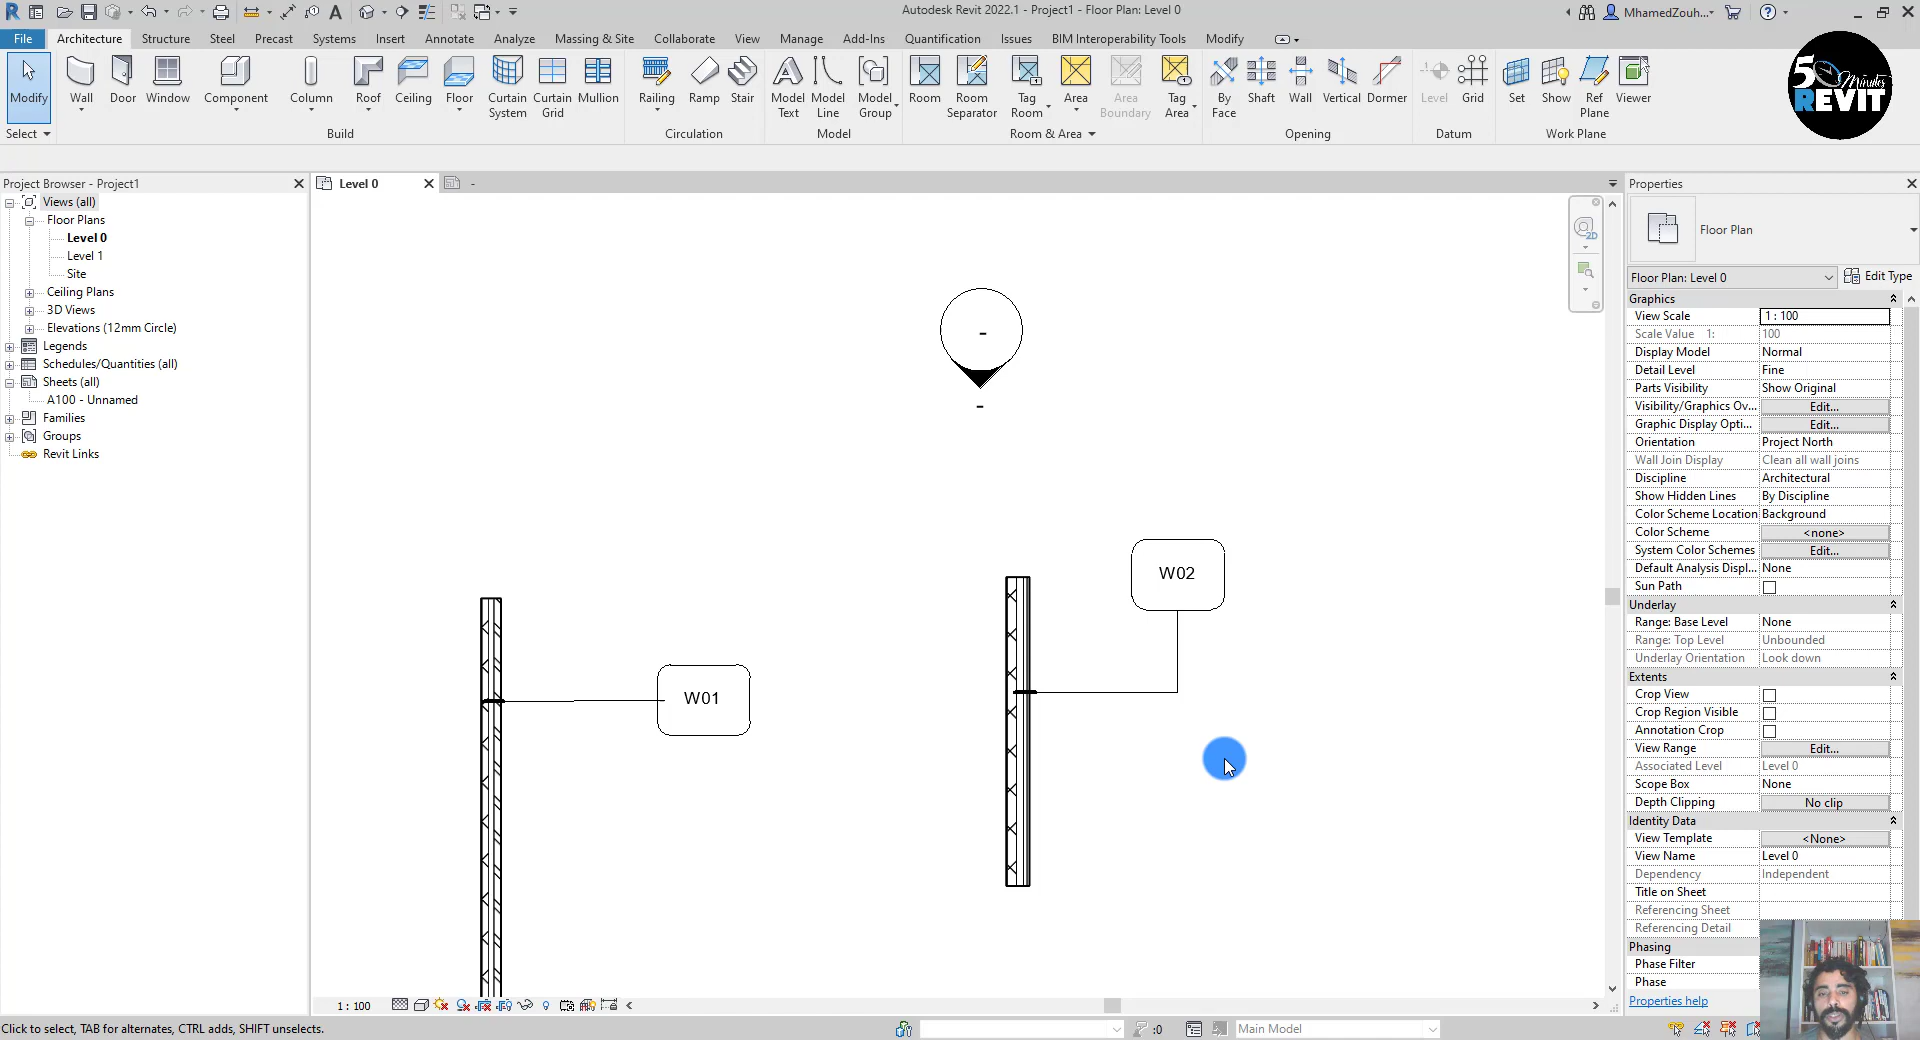 Autodesk Revit 2022.1 - Project1 - Floor Plan: Level 0
MhamedZouh...
File Architecture Structure Steel Precast Systems Insert Annotate Analyze Massing & Site Collaborate View Manage Add-Ins Quantification Issues BIM Interoperability Tools Modify
Modify Wall Door Window Component Column Roof Ceiling Floor Curtain System Curtain Grid Mullion Railing Ramp Stair Model Text Model Line Model Group Room Room Separator Tag Room Area Area Boundary Tag Area By Face Shaft Wall Vertical Dormer Level Grid Set Show Ref Plane Viewer
Select Build Circulation Model Room & Area Opening Datum Work Plane
5 Minutes
REVIT
Project Browser - Project1
Views (all)
Floor Plans
Level 0
Level 1
Site
Ceiling Plans
3D Views
Elevations (12mm Circle)
Legends
Schedules/Quantities (all)
Sheets (all)
A100 - Unnamed
Families
Groups
Revit Links
Level 0 -
2D
-
-
W01
W02
Properties
Floor Plan
Floor Plan: Level 0 Edit Type
Graphics
View Scale 1 : 100
Scale Value 1: 100
Display Model Normal
Detail Level Fine
Parts Visibility Show Original
Visibility/Graphics Ov... Edit...
Graphic Display Opti... Edit...
Orientation Project North
Wall Join Display Clean all wall joins
Discipline Architectural
Show Hidden Lines By Discipline
Color Scheme Location Background
Color Scheme <none>
System Color Schemes Edit...
Default Analysis Displ... None
Sun Path
Underlay
Range: Base Level None
Range: Top Level Unbounded
Underlay Orientation Look down
Extents
Crop View
Crop Region Visible
Annotation Crop
View Range Edit...
Associated Level Level 0
Scope Box None
Depth Clipping No clip
Identity Data
View Template <None>
View Name Level 0
Dependency Independent
Title on Sheet
Referencing Sheet
Referencing Detail
Phasing
Phase Filter
Phase
Properties help
1 : 100
Click to select, TAB for alternates, CTRL adds, SHIFT unselects.
:0
Main Model